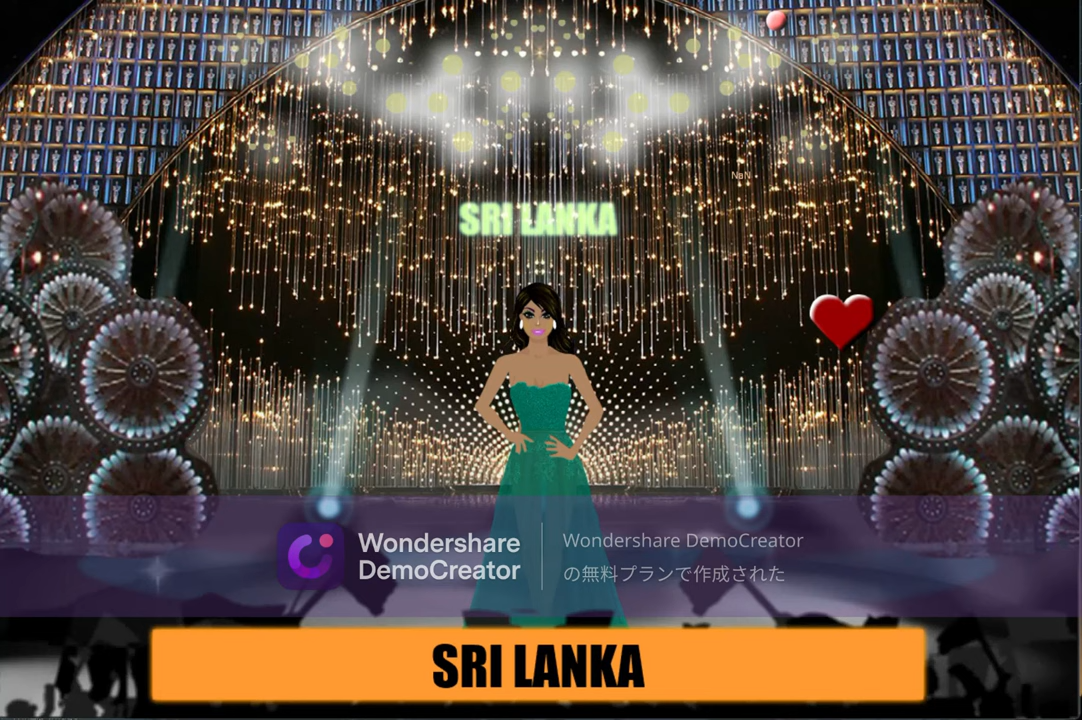 NaN
SRI LANKA
Wondershare
DemoCreator
Wondershare DemoCreator
の無料プランで作成された
SRI LANKA